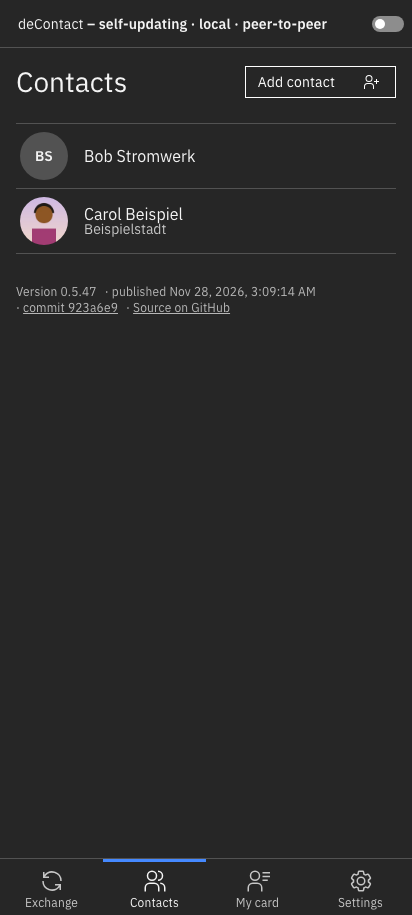 deContact – self-updating · local · peer-to-peer
Contacts
Add contact
BS
Bob Stromwerk
Carol Beispiel
Beispielstadt
Version 0.5.47 · published Nov 28, 2026, 3:09:14 AM
· commit 923a6e9 · Source on GitHub
Exchange
Contacts
My card
Settings